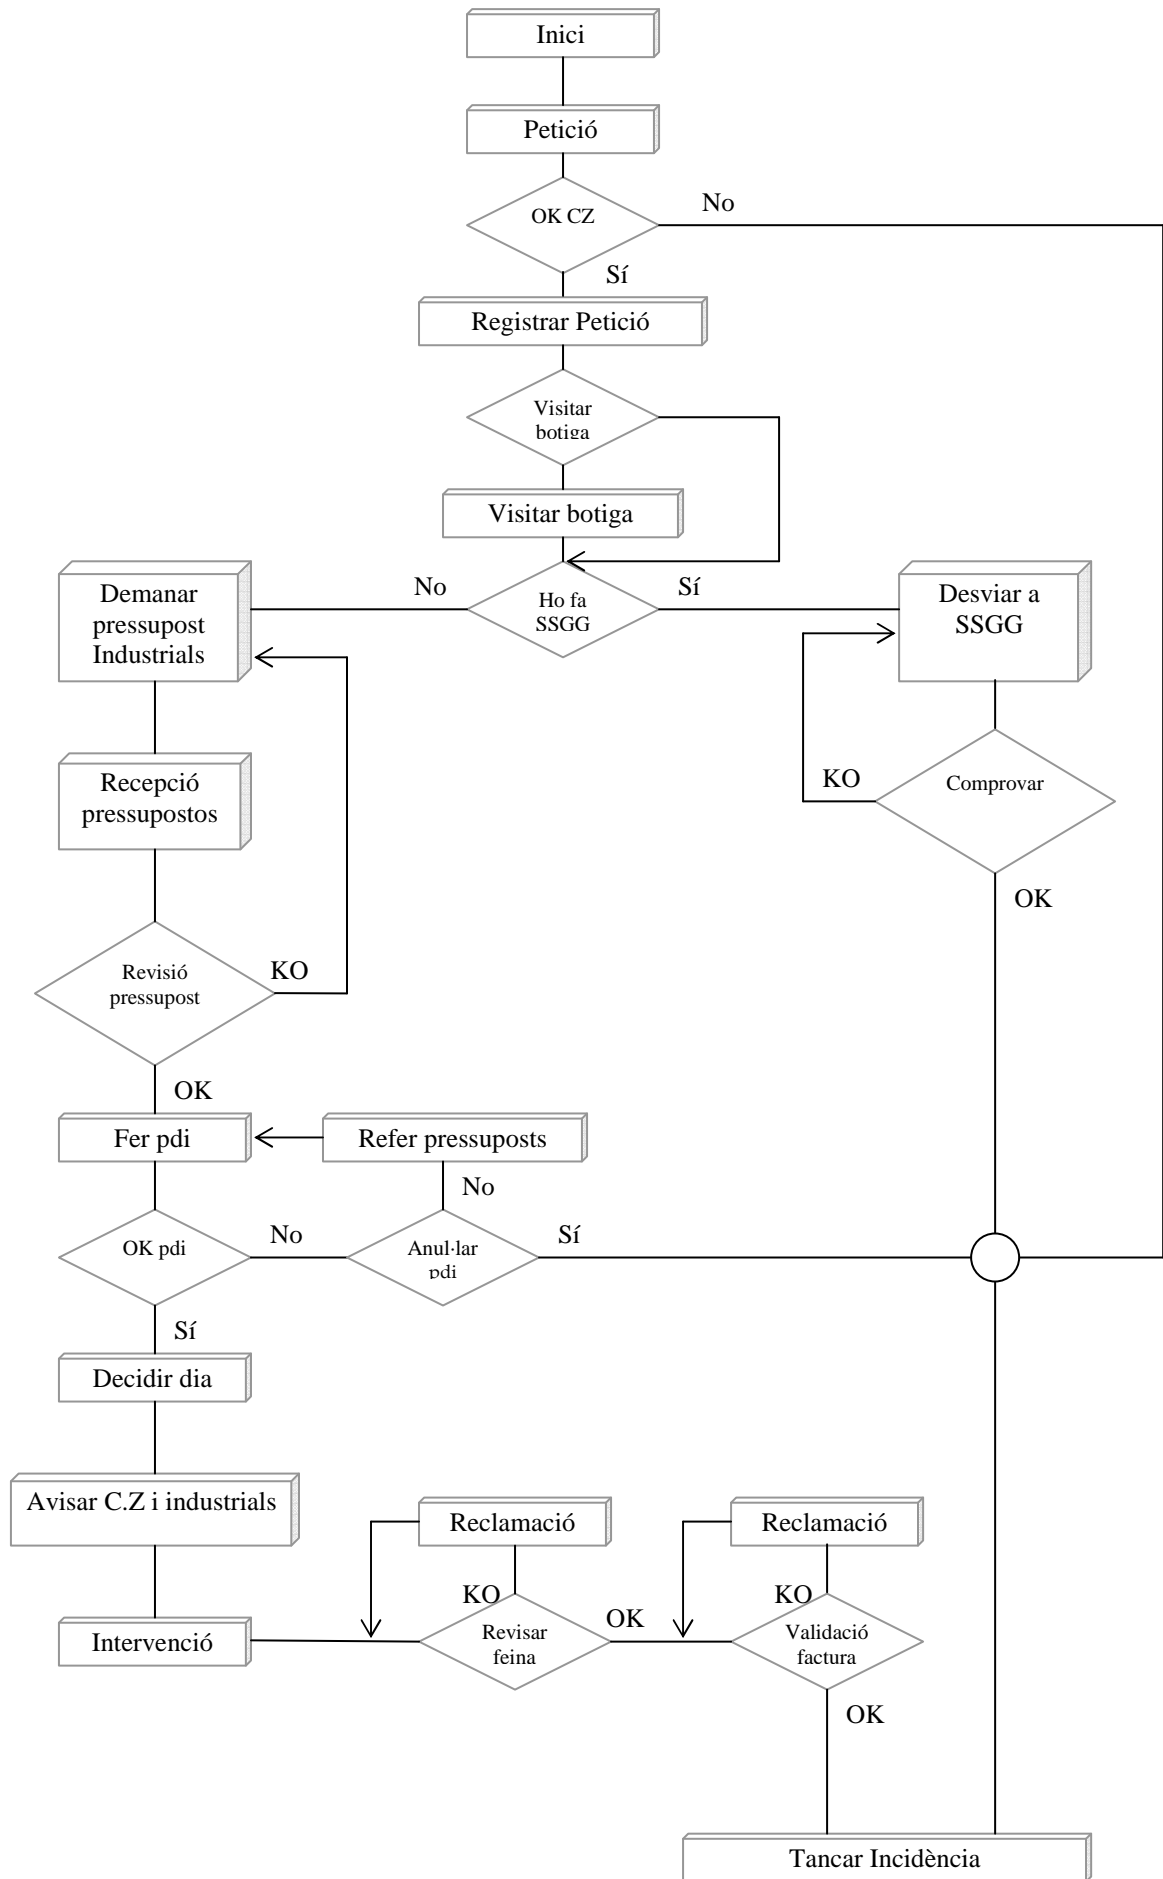 Inici
Petició
OK CZ
No
Sí
Registrar Petició
Visitar
botiga
Visitar botiga
Demanar
pressupost
Industrials
No
Ho fa
SSGG
Sí
Desviar a
SSGG
Recepció
pressupostos
KO
Comprovar
OK
Revisió
pressupost
KO
OK
Fer pdi
Refer pressuposts
No
OK pdi
No
Anul·lar
pdi
Sí
Sí
Decidir dia
Avisar C.Z i industrials
Reclamació
Reclamació
KO
KO
Intervenció
Revisar
feina
OK
Validació
factura
OK
Tancar Incidència